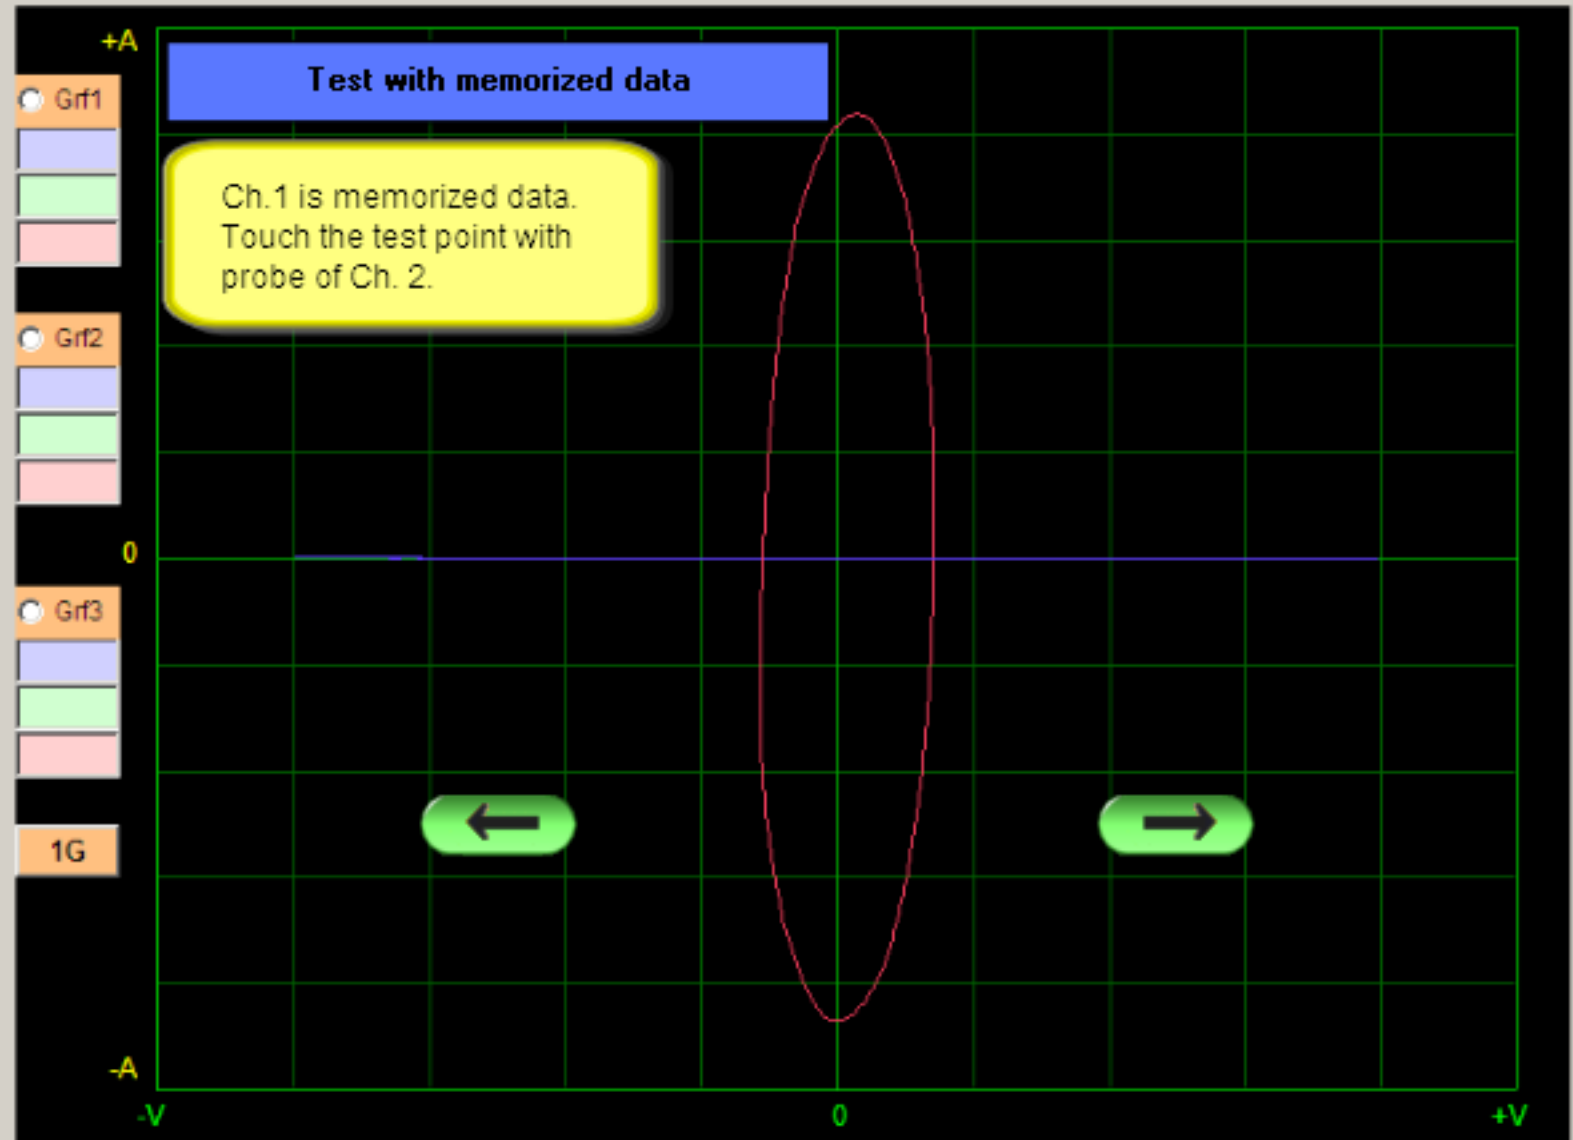 +A
Test with memorized data
Grf1
Ch.1 is memorized data.
Touch the test point with
probe of Ch. 2.
Grf2
0
Grf3
1G
-A
-V
0
+V